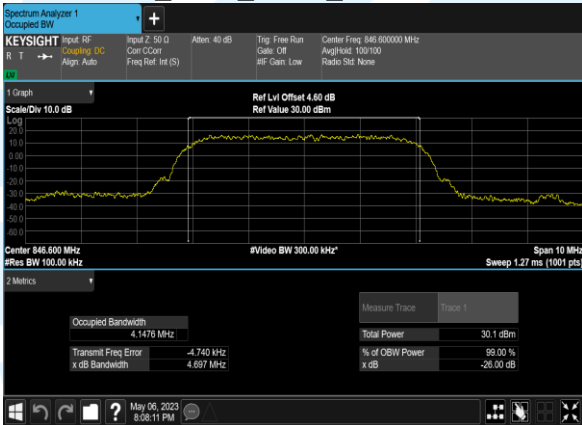 Spectrum Analyzer 1
Occupied BW
KEYSIGHT
R T
LV
Input: RF
Coupling: DC
Align: Auto
Input Z: 50 Ω
Corr CCorr
Freq Ref: Int (S)
Atten: 40 dB
Trig: Free Run
Gate: Off
#IF Gain: Low
Center Freq: 846.600000 MHz
Avg|Hold: 100/100
Radio Std: None
1 Graph
Scale/Div 10.0 dB
Ref Lvl Offset 4.60 dB
Ref Value 30.00 dBm
Log
20.0
10.0
0.00
-10.0
-20.0
-30.0
-40.0
-50.0
-60.0
Center 846.600 MHz
#Video BW 300.00 kHz*
Span 10 MHz
#Res BW 100.00 kHz
Sweep 1.27 ms (1001 pts)
2 Metrics
Measure Trace
Trace 1
Occupied Bandwidth
4.1476 MHz
Total Power
30.1 dBm
Transmit Freq Error
-4.740 kHz
% of OBW Power
99.00 %
x dB Bandwidth
4.697 MHz
x dB
-26.00 dB
?
May 06, 2023
8:08:11 PM